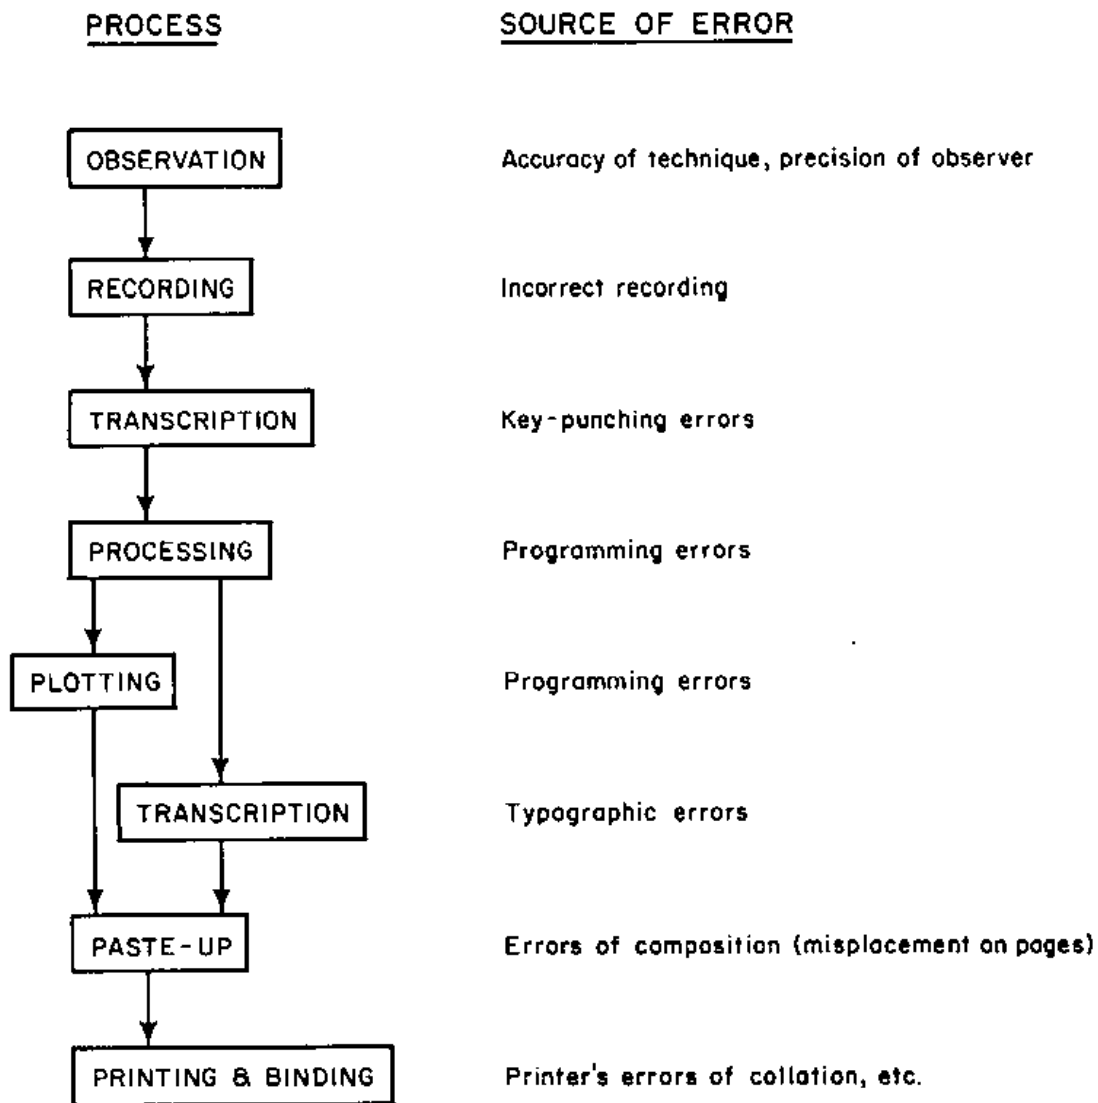 PROCESS SOURCE OF ERROR
OBSERVATION Accuracy of technique, precision of observer
RECORDING Incorrect recording
TRANSCRIPTION Key-punching errors
PROCESSING Programming errors
PLOTTING Programming errors
TRANSCRIPTION Typographic errors
PASTE-UP Errors of composition (misplacement on pages)
PRINTING & BINDING Printer's errors of collation, etc.